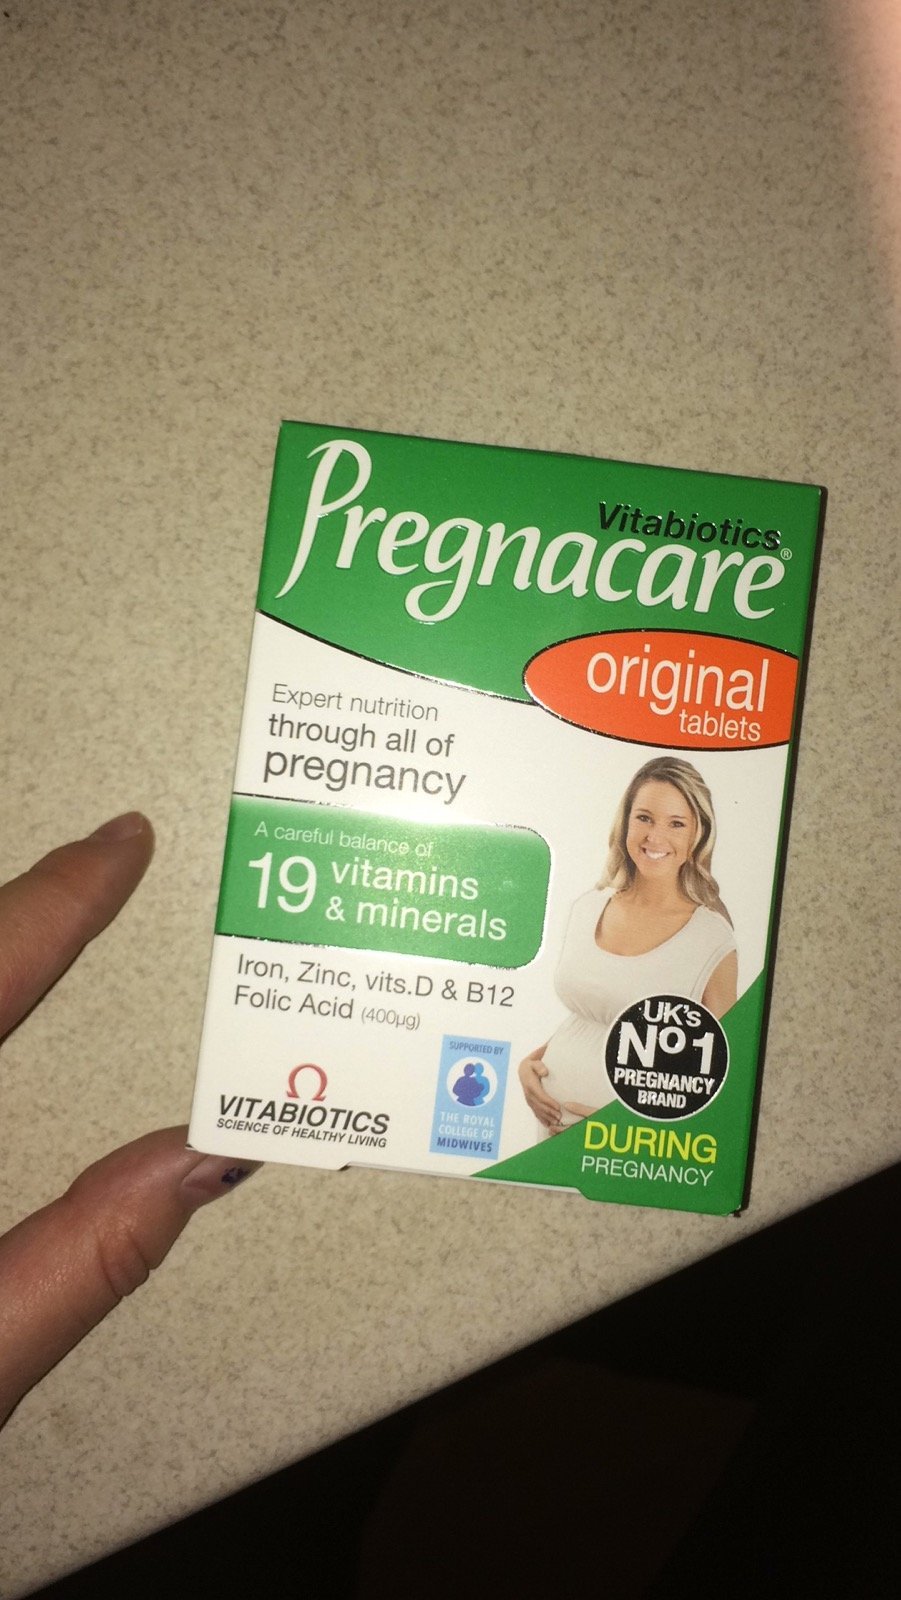 Vitabiotics
Pregnacare®
original
tablets
Expert nutrition
through all of
pregnancy
A careful balance of
19 vitamins
& minerals
Iron, Zinc, vits.D & B12
Folic Acid (400µg)
VITABIOTICS
SCIENCE OF HEALTHY LIVING
SUPPORTED BY
THE ROYAL
COLLEGE OF
MIDWIVES
UK's
Nº1
PREGNANCY
BRAND
DURING
PREGNANCY